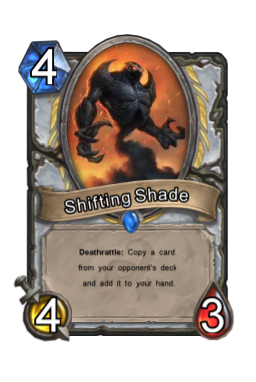 4
Shifting Shade
Deathrattle: Copy a card
from your opponent's deck
and add it to your hand.
4
3